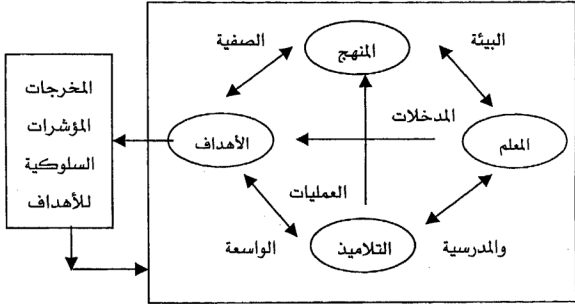 البيئة
الصفية
المنهج
المدخلات
المخرجات
المؤشرات
السلوكية
للأهداف
المعلم
الأهداف
العمليات
التلاميذ
والمدرسية
الواسعة